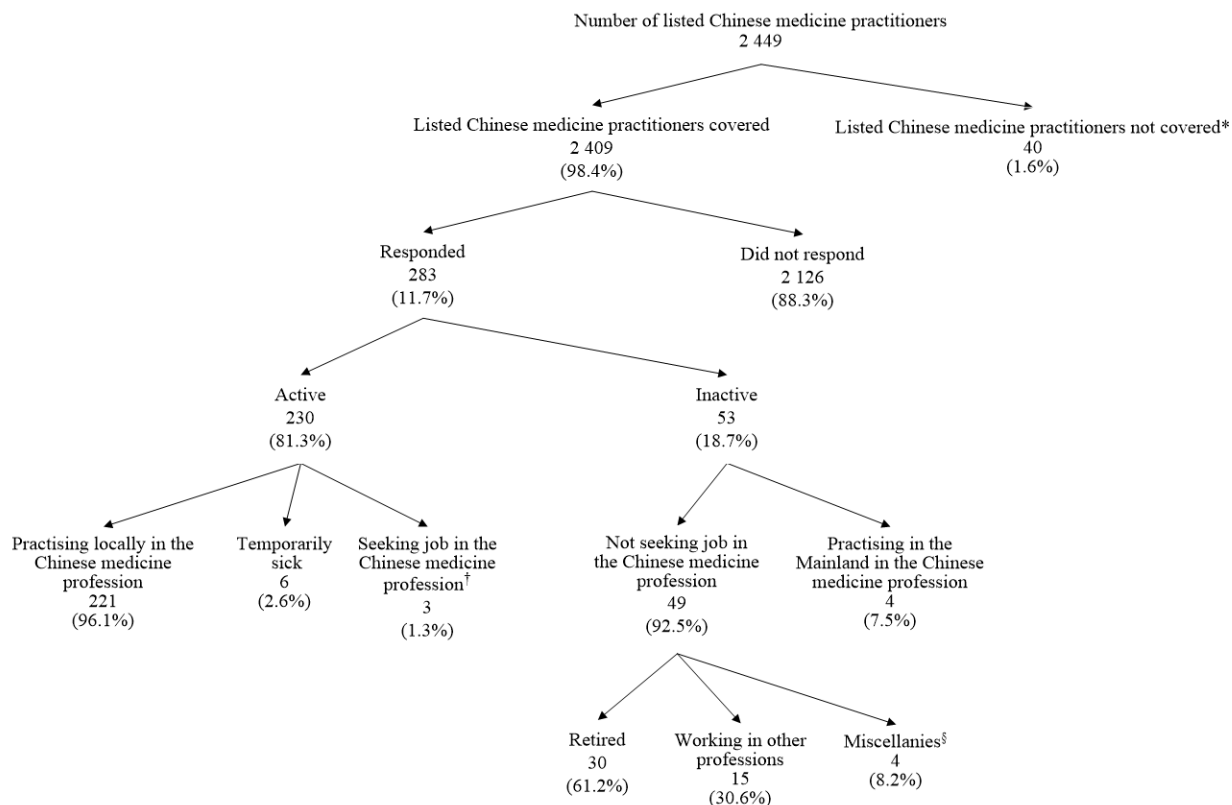 Number of listed Chinese medicine practitioners
2 449
Listed Chinese medicine practitioners covered
2 409
(98.4%)
Listed Chinese medicine practitioners not covered*
40
(1.6%)
Responded
283
(11.7%)
Did not respond
2 126
(88.3%)
Active
230
(81.3%)
Inactive
53
(18.7%)
Practising locally in the
Chinese medicine
profession
221
(96.1%)
Temporarily
sick
6
(2.6%)
Seeking job in the
Chinese medicine
profession†
3
(1.3%)
Not seeking job in
the Chinese medicine
profession
49
(92.5%)
Practising in the
Mainland in the Chinese
medicine profession
4
(7.5%)
Retired
30
(61.2%)
Working in other
professions
15
(30.6%)
Miscellanies§
4
(8.2%)